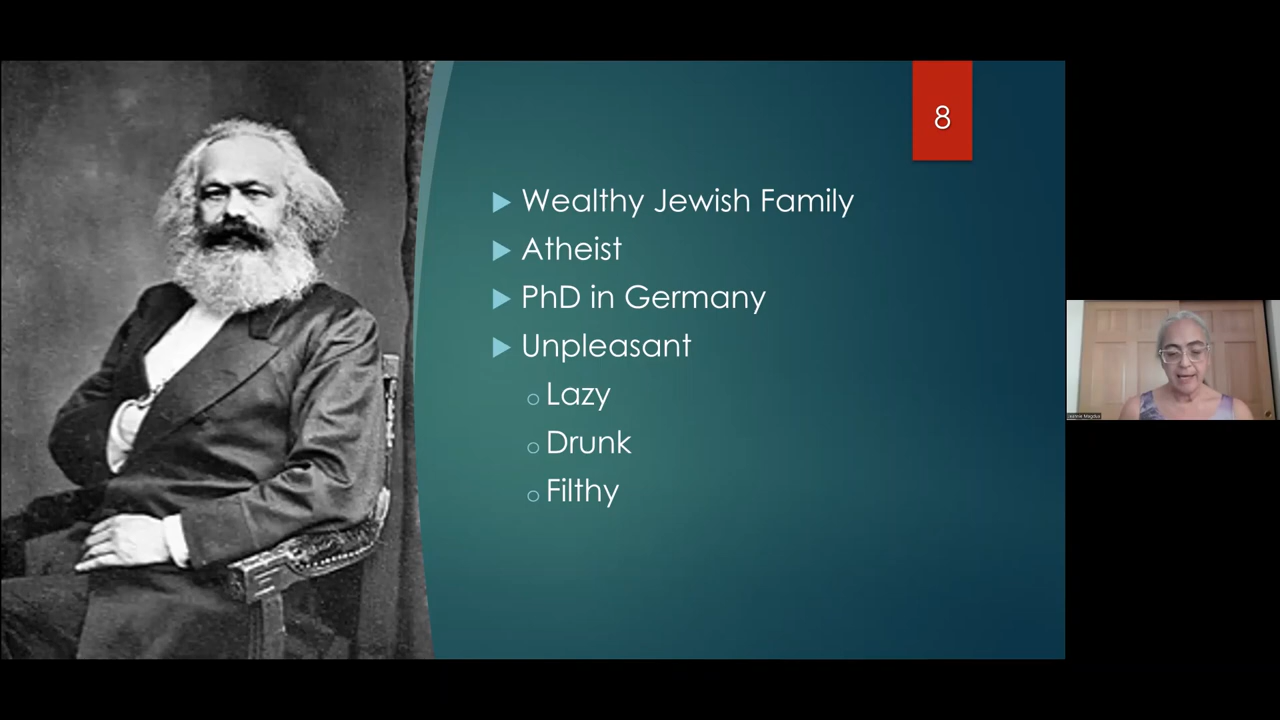 8
Wealthy Jewish Family
Atheist
PhD in Germany
Unpleasant
Lazy
Drunk
Filthy